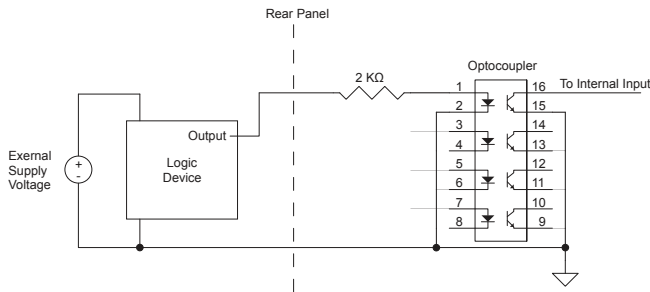 Rear Panel
2 KΩ
Optocoupler
To Internal Input
1
16
2
15
Output
3
14
4
13
Logic
Device
Exernal
Supply
Voltage
+
-
5
12
6
11
7
10
8
9